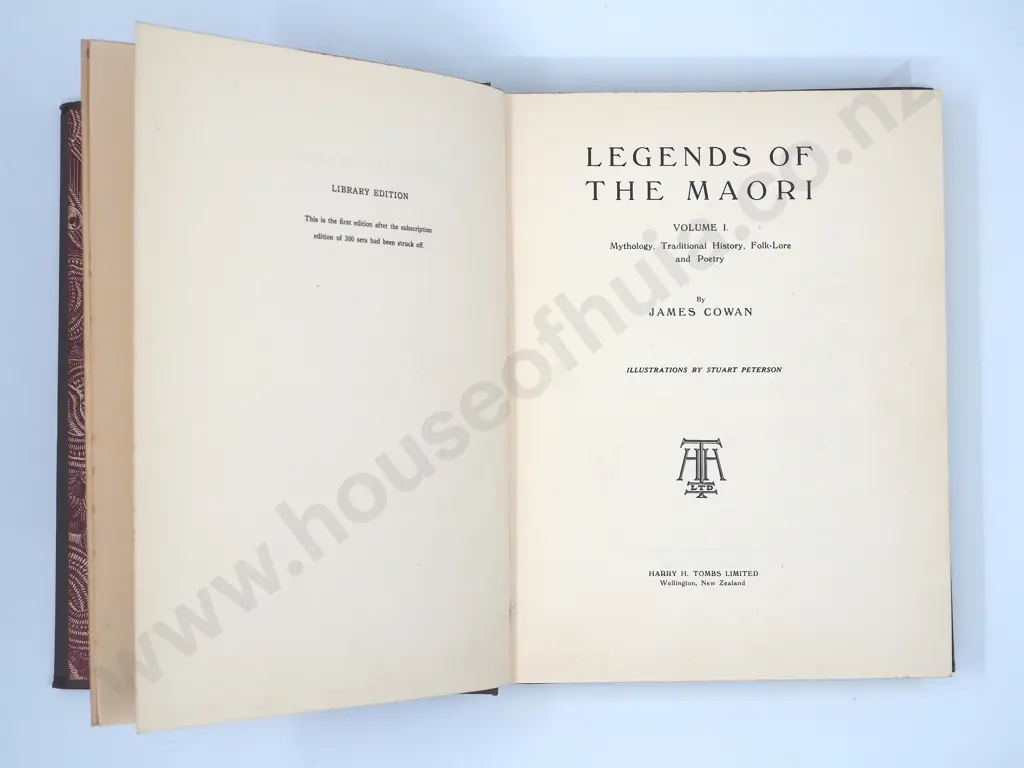 LIBRARY EDITION
This is the first edition after the subscription
edition of 300 sets had been struck off.
LEGENDS OF
THE MAORI
VOLUME I.
Mythology, Traditional History, Folk-Lore
and Poetry
By
JAMES COWAN
ILLUSTRATIONS BY STUART PETERSON
HHT
LTD
HARRY H. TOMBS LIMITED
Wellington, New Zealand
www.houseofhuia.co.nz